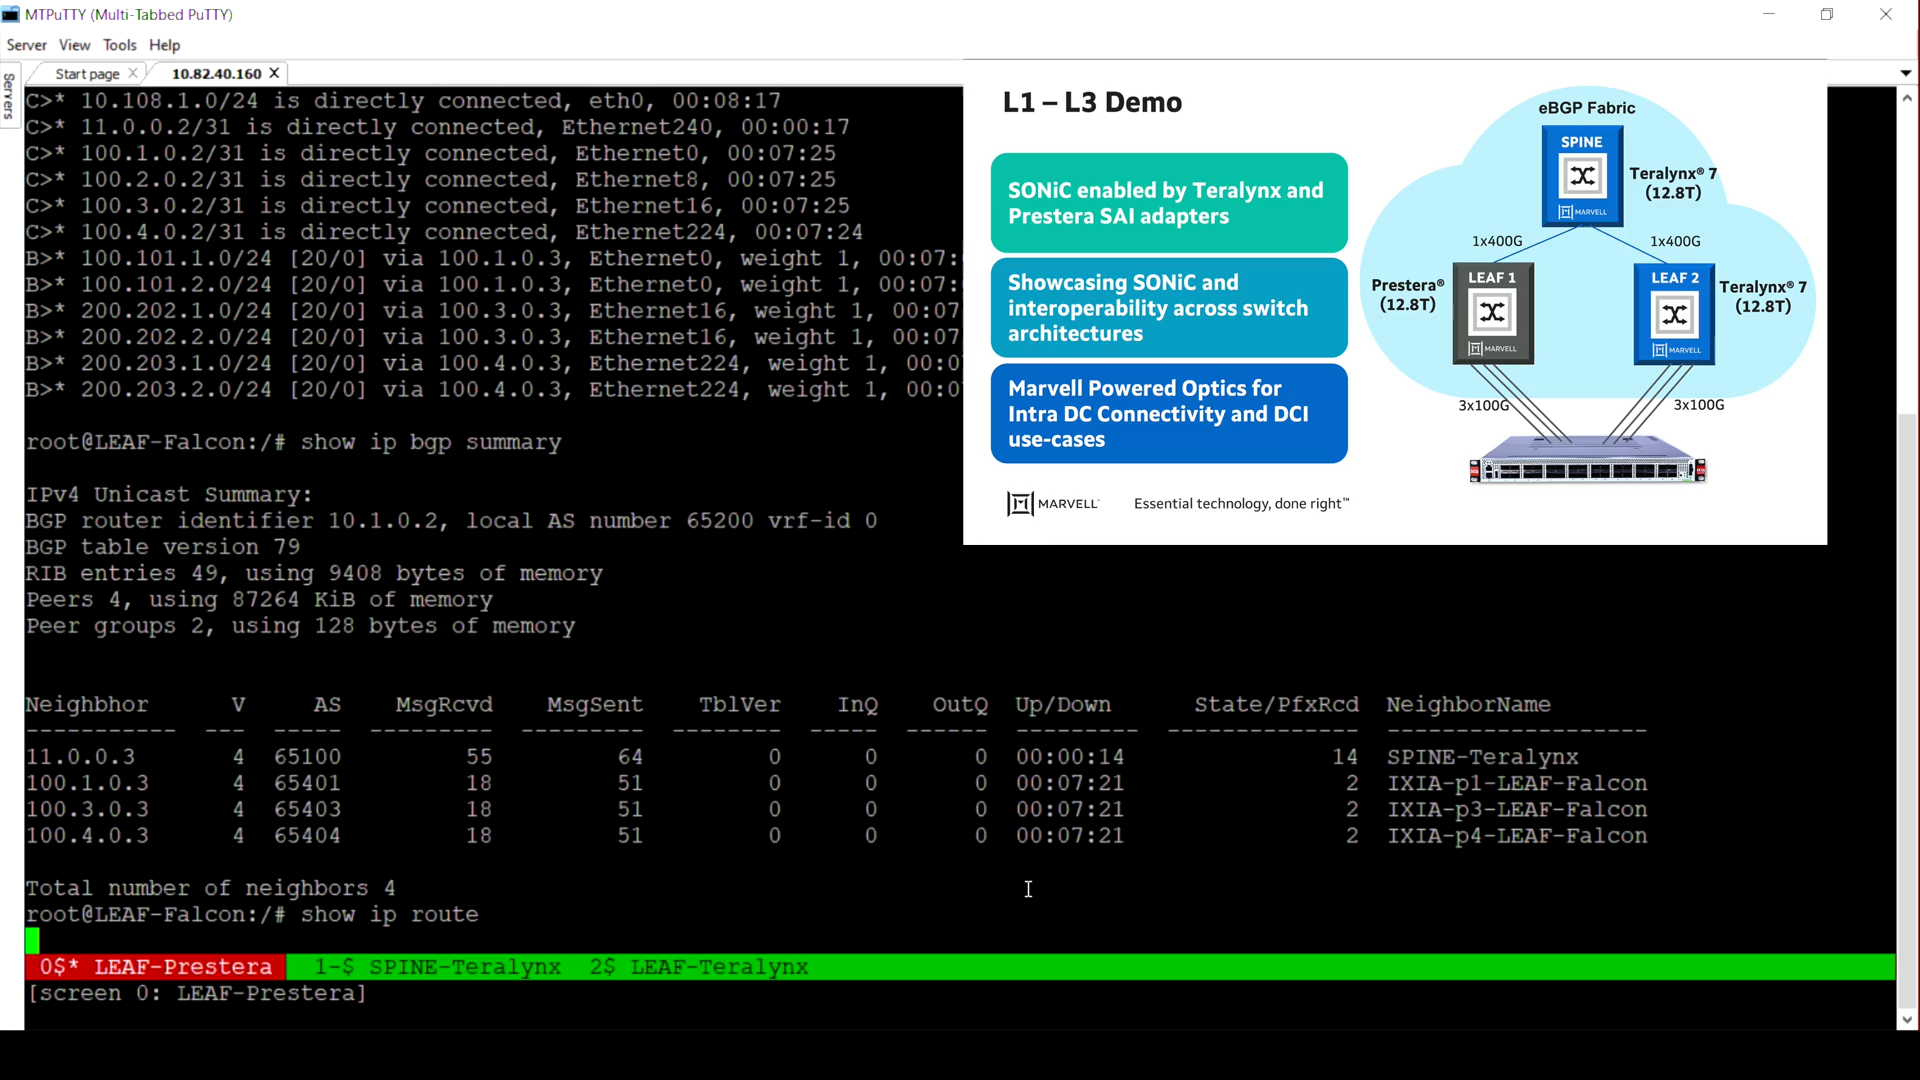 MTPuTTY (Multi-Tabbed PuTTY)
Server View Tools Help
Servers
Start page
10.82.40.160
C>* 10.108.1.0/24 is directly connected, eth0, 00:08:17
C>* 11.0.0.2/31 is directly connected, Ethernet240, 00:00:17
C>* 100.1.0.2/31 is directly connected, Ethernet0, 00:07:25
C>* 100.2.0.2/31 is directly connected, Ethernet8, 00:07:25
C>* 100.3.0.2/31 is directly connected, Ethernet16, 00:07:25
C>* 100.4.0.2/31 is directly connected, Ethernet224, 00:07:24
B>* 100.101.1.0/24 [20/0] via 100.1.0.3, Ethernet0, weight 1, 00:07:
B>* 100.101.2.0/24 [20/0] via 100.1.0.3, Ethernet0, weight 1, 00:07:
B>* 200.202.1.0/24 [20/0] via 100.3.0.3, Ethernet16, weight 1, 00:07
B>* 200.202.2.0/24 [20/0] via 100.3.0.3, Ethernet16, weight 1, 00:07
B>* 200.203.1.0/24 [20/0] via 100.4.0.3, Ethernet224, weight 1, 00:0
B>* 200.203.2.0/24 [20/0] via 100.4.0.3, Ethernet224, weight 1, 00:0
root@LEAF-Falcon:/# show ip bgp summary
IPv4 Unicast Summary:
BGP router identifier 10.1.0.2, local AS number 65200 vrf-id 0
BGP table version 79
RIB entries 49, using 9408 bytes of memory
Peers 4, using 87264 KiB of memory
Peer groups 2, using 128 bytes of memory
Neighbhor V AS MsgRcvd MsgSent TblVer InQ OutQ Up/Down State/PfxRcd NeighborName
----------- --- ----- --------- --------- -------- ----- ------ --------- -------------- -------------------
11.0.0.3 4 65100 55 64 0 0 0 00:00:14 14 SPINE-Teralynx
100.1.0.3 4 65401 18 51 0 0 0 00:07:21 2 IXIA-p1-LEAF-Falcon
100.3.0.3 4 65403 18 51 0 0 0 00:07:21 2 IXIA-p3-LEAF-Falcon
100.4.0.3 4 65404 18 51 0 0 0 00:07:21 2 IXIA-p4-LEAF-Falcon
Total number of neighbors 4
root@LEAF-Falcon:/# show ip route
0$* LEAF-Prestera 1-$ SPINE-Teralynx 2$ LEAF-Teralynx
[screen 0: LEAF-Prestera]
L1 – L3 Demo
SONiC enabled by Teralynx and
Prestera SAI adapters
Showcasing SONiC and
interoperability across switch
architectures
Marvell Powered Optics for
Intra DC Connectivity and DCI
use-cases
MARVELL
Essential technology, done right™
eBGP Fabric
SPINE
MARVELL
Teralynx® 7
(12.8T)
1x400G
1x400G
Prestera®
(12.8T)
LEAF 1
MARVELL
LEAF 2
MARVELL
Teralynx® 7
(12.8T)
3x100G
3x100G